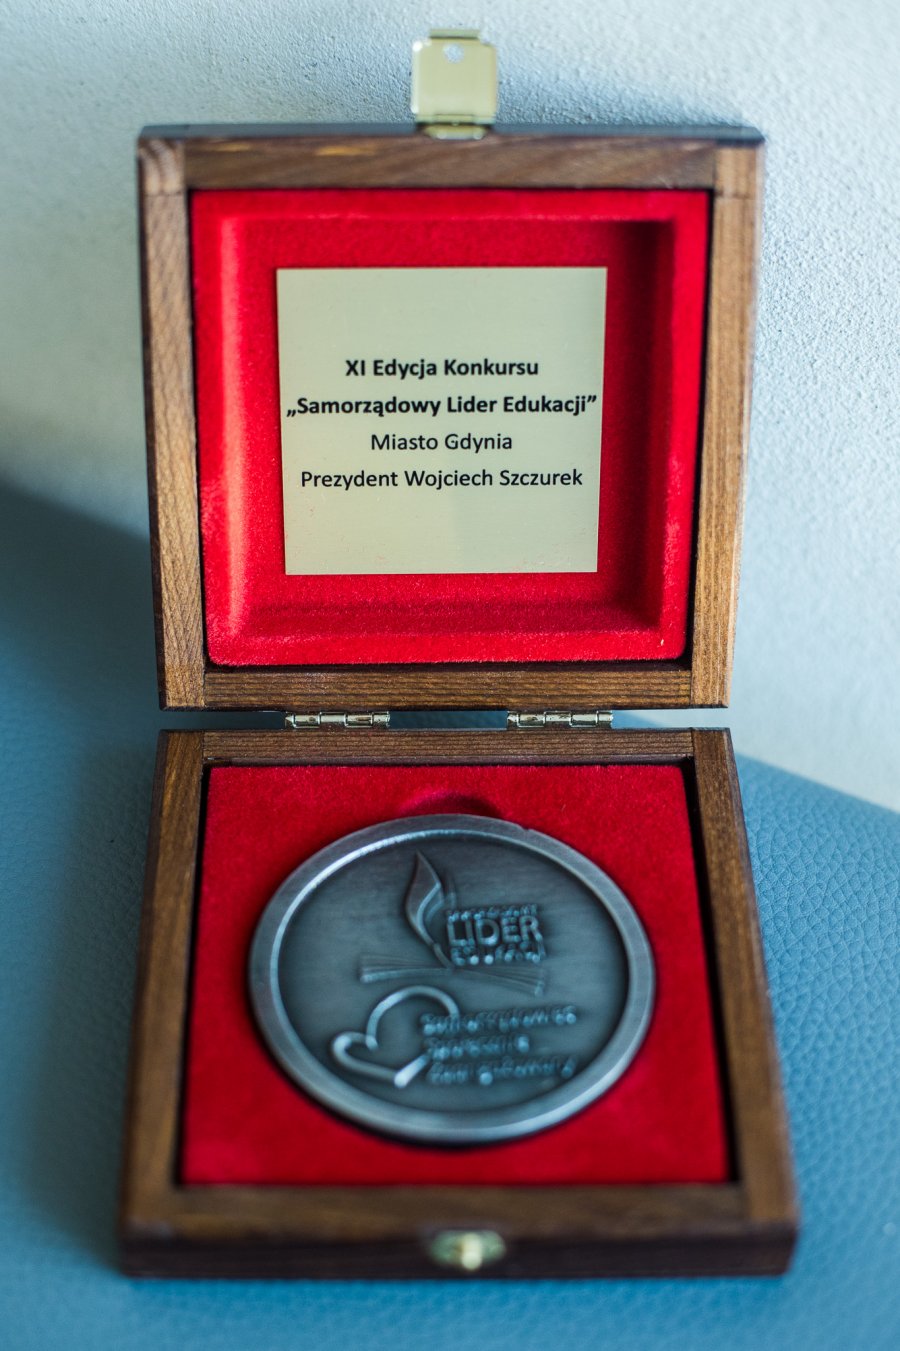 XI Edycja Konkursu
„Samorządowy Lider Edukacji”
Miasto Gdynia
Prezydent Wojciech Szczurek
LIDER